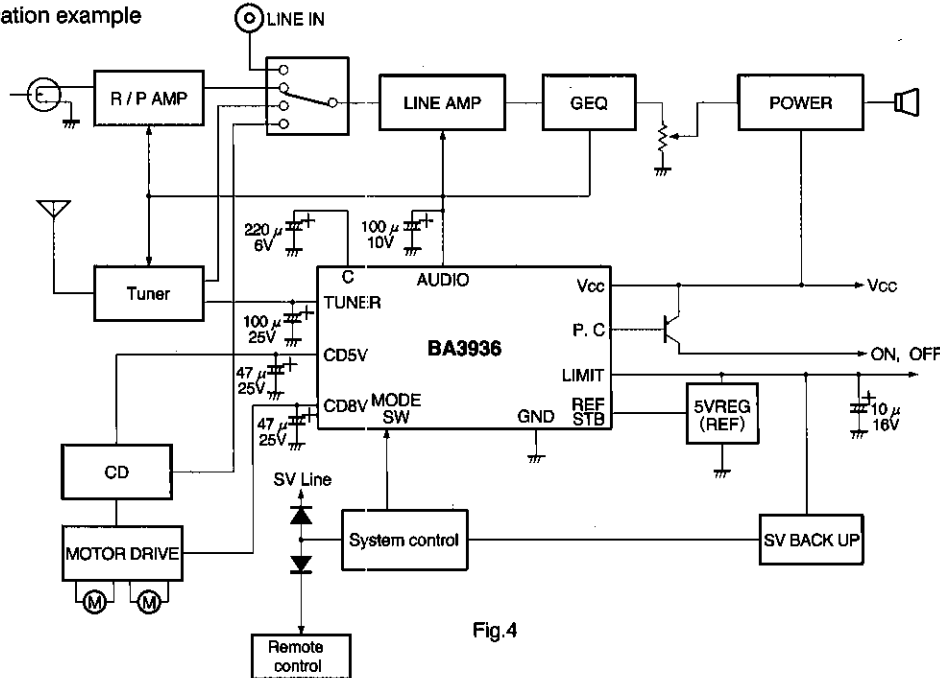 ation example
LINE IN
R / P AMP
LINE AMP
GEQ
POWER
220 μ
6V
+
100 μ
10V
+
C
AUDIO
Vcc
Vcc
Tuner
TUNER
100 μ
25V
+
P. C
BA3936
ON, OFF
CD5V
47 μ
25V
+
LIMIT
CD8V
47 μ
25V
+
MODE
SW
GND
REF
STB
5VREG
(REF)
+
10 μ
16V
CD
SV Line
MOTOR DRIVE
System control
SV BACK UP
M
M
Remote
control
Fig.4